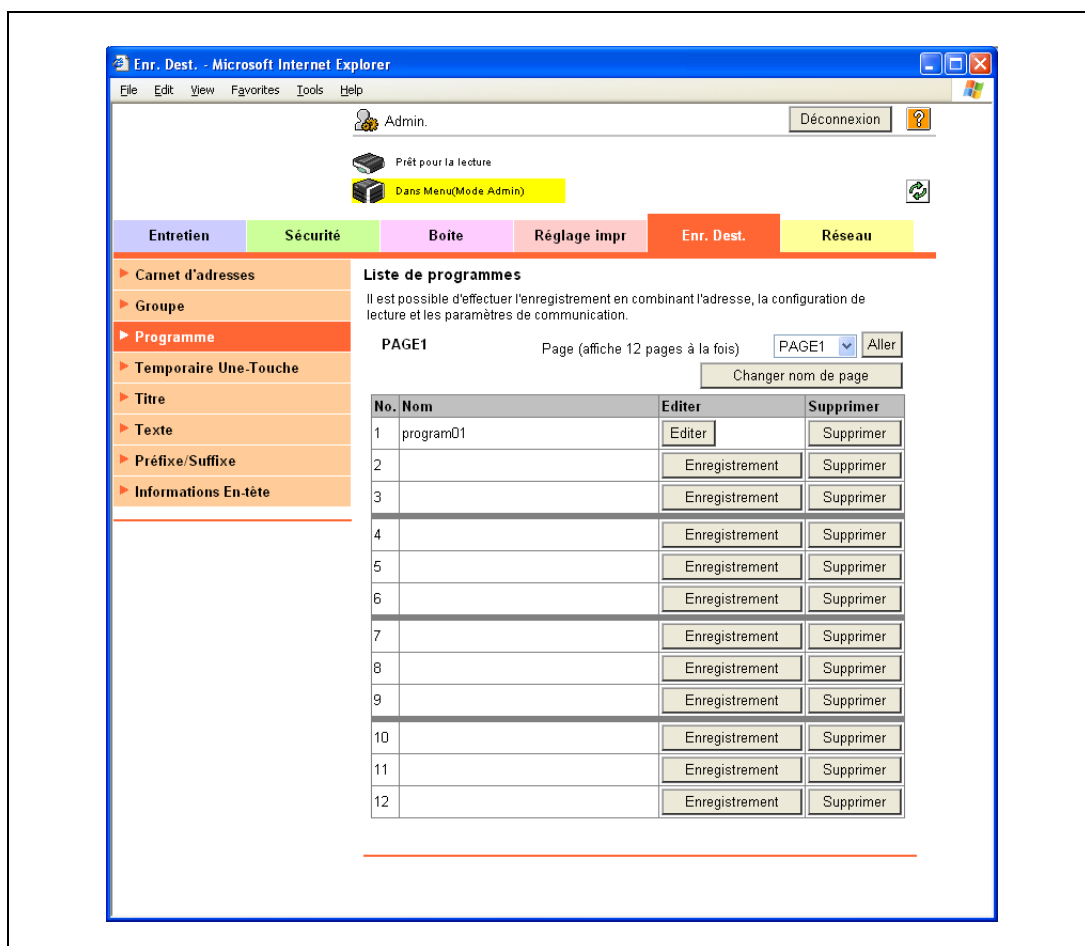 Enr. Dest. - Microsoft Internet Explorer
File Edit View Favorites Tools Help
Admin. Déconnexion ?
Prêt pour la lecture
Dans Menu(Mode Admin)
Entretien Sécurité Boîte Réglage impr Enr. Dest. Réseau
Carnet d'adresses
Groupe
Programme
Temporaire Une-Touche
Titre
Texte
Préfixe/Suffixe
Informations En-tête
Liste de programmes
Il est possible d'effectuer l'enregistrement en combinant l'adresse, la configuration de
lecture et les paramètres de communication.
PAGE1 Page (affiche 12 pages à la fois) PAGE1 Aller
Changer nom de page
No. Nom Editer Supprimer
1 program01 Editer Supprimer
2 Enregistrement Supprimer
3 Enregistrement Supprimer
4 Enregistrement Supprimer
5 Enregistrement Supprimer
6 Enregistrement Supprimer
7 Enregistrement Supprimer
8 Enregistrement Supprimer
9 Enregistrement Supprimer
10 Enregistrement Supprimer
11 Enregistrement Supprimer
12 Enregistrement Supprimer